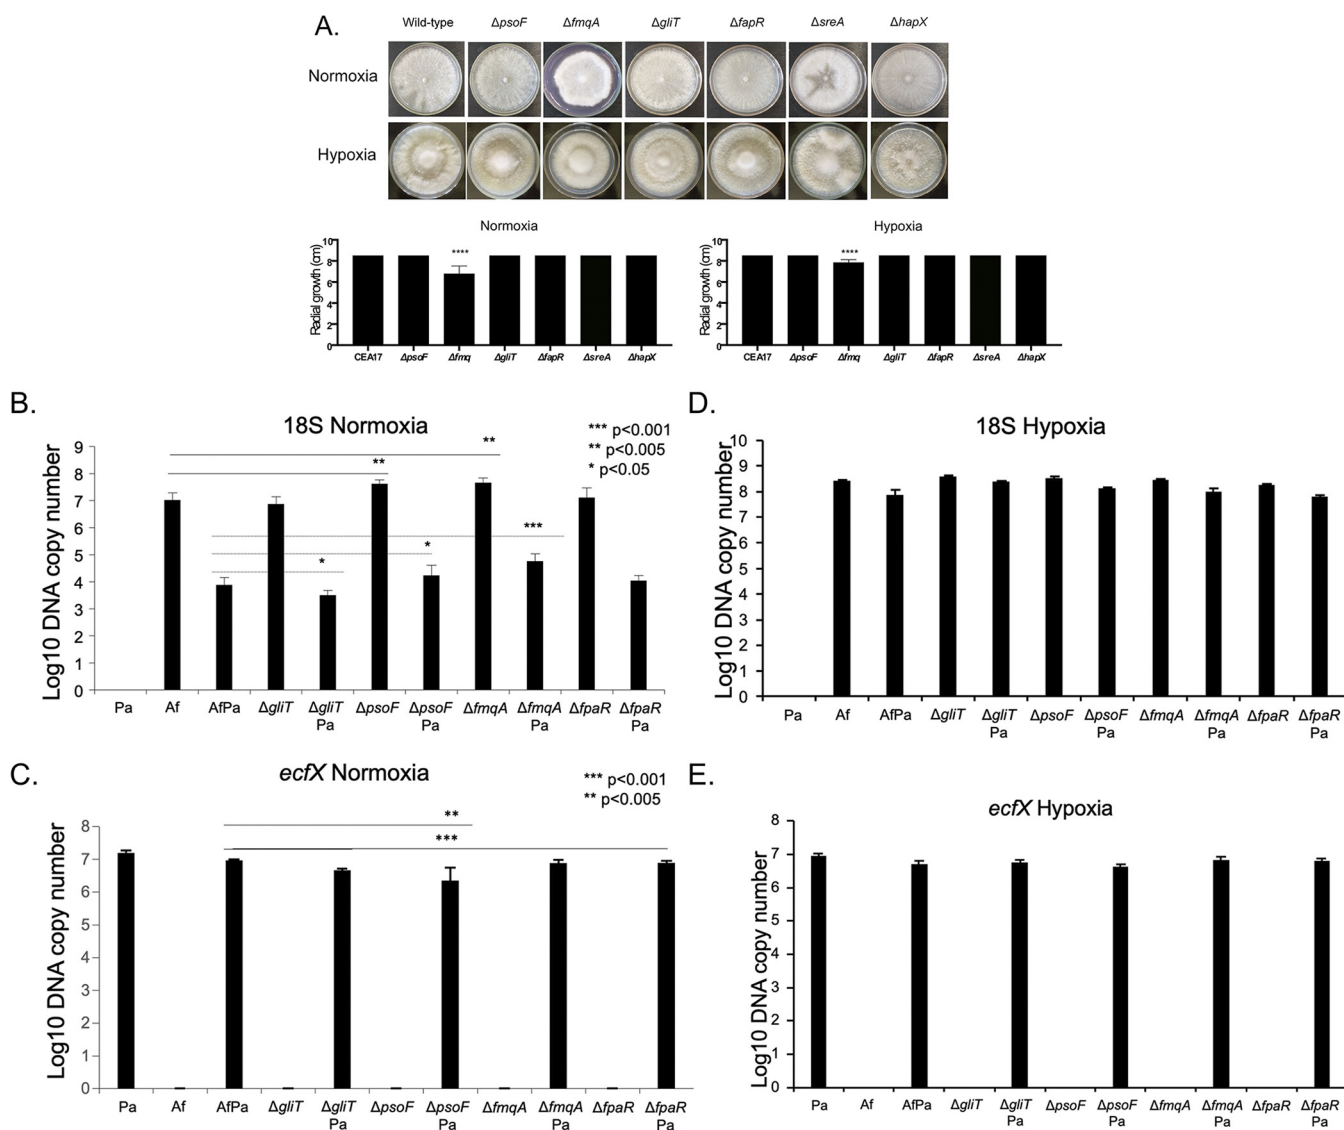 A.
Wild-type ΔpsoF ΔfmqA ΔgliT ΔfapR ΔsreA ΔhapX
Normoxia
Hypoxia
Normoxia
Radial growth (cm)
10
8
6
4
2
0
****
CEA17 ΔpsoF Δfmq ΔgliT ΔfapR ΔsreA ΔhapX
Hypoxia
Radial growth (cm)
10
8
6
4
2
0
****
CEA17 ΔpsoF Δfmq ΔgliT ΔfapR ΔsreA ΔhapX
B.
18S Normoxia
*** p<0.001
** p<0.005
* p<0.05
Log10 DNA copy number
9
8
7
6
5
4
3
2
1
0
**
**
***
*
*
Pa Af AfPa ΔgliT ΔgliT ΔpsoF ΔpsoF ΔfmqA ΔfmqA ΔfpaR ΔfpaR
Pa Pa Pa Pa
D.
18S Hypoxia
Log10 DNA copy number
10
9
8
7
6
5
4
3
2
1
0
Pa Af AfPa ΔgliT ΔgliT ΔpsoF ΔpsoF ΔfmqA ΔfmqA ΔfpaR ΔfpaR
Pa Pa Pa Pa
C.
ecfX Normoxia
*** p<0.001
** p<0.005
Log10 DNA copy number
8
7
6
5
4
3
2
1
0
**
***
Pa Af AfPa ΔgliT ΔgliT ΔpsoF ΔpsoF ΔfmqA ΔfmqA ΔfpaR ΔfpaR
Pa Pa Pa Pa
E.
ecfX Hypoxia
Log10 DNA copy number
8
7
6
5
4
3
2
1
0
Pa Af AfPa ΔgliT ΔgliT ΔpsoF ΔpsoF ΔfmqA ΔfmqA ΔfpaR ΔfpaR
Pa Pa Pa Pa